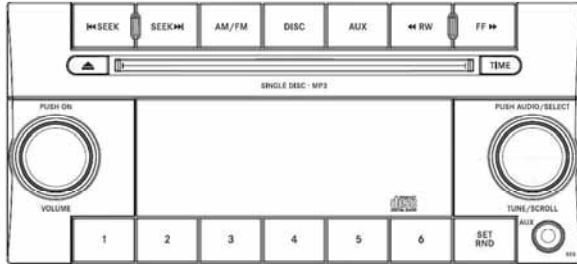 ⏮ SEEK SEEK ⏭ AM/FM DISC AUX ◀◀ RW FF ▶▶
TIME
SINGLE DISC · MP3
PUSH ON PUSH AUDIO/SELECT
VOLUME TUNE/SCROLL
1 2 3 4 5 6 SET RND AUX
RES